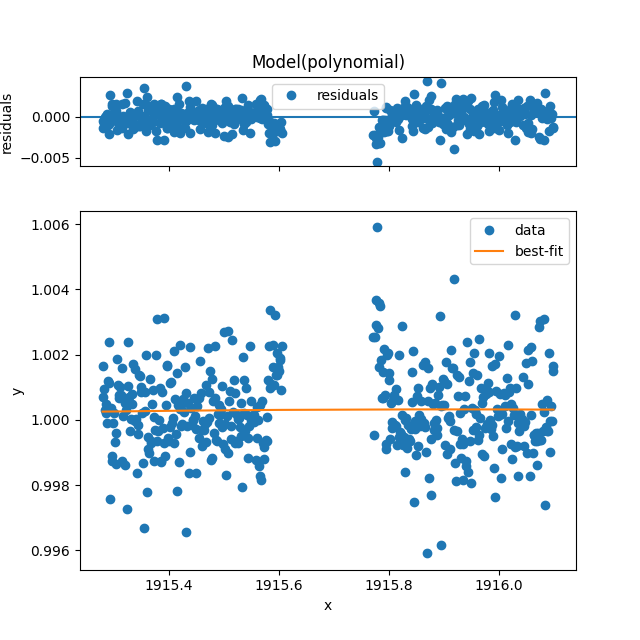 Model(polynomial)
residuals
0.000
−0.005
residuals
1.006
1.004
1.002
1.000
0.998
0.996
y
data
best-fit
1915.4 1915.6 1915.8 1916.0
x